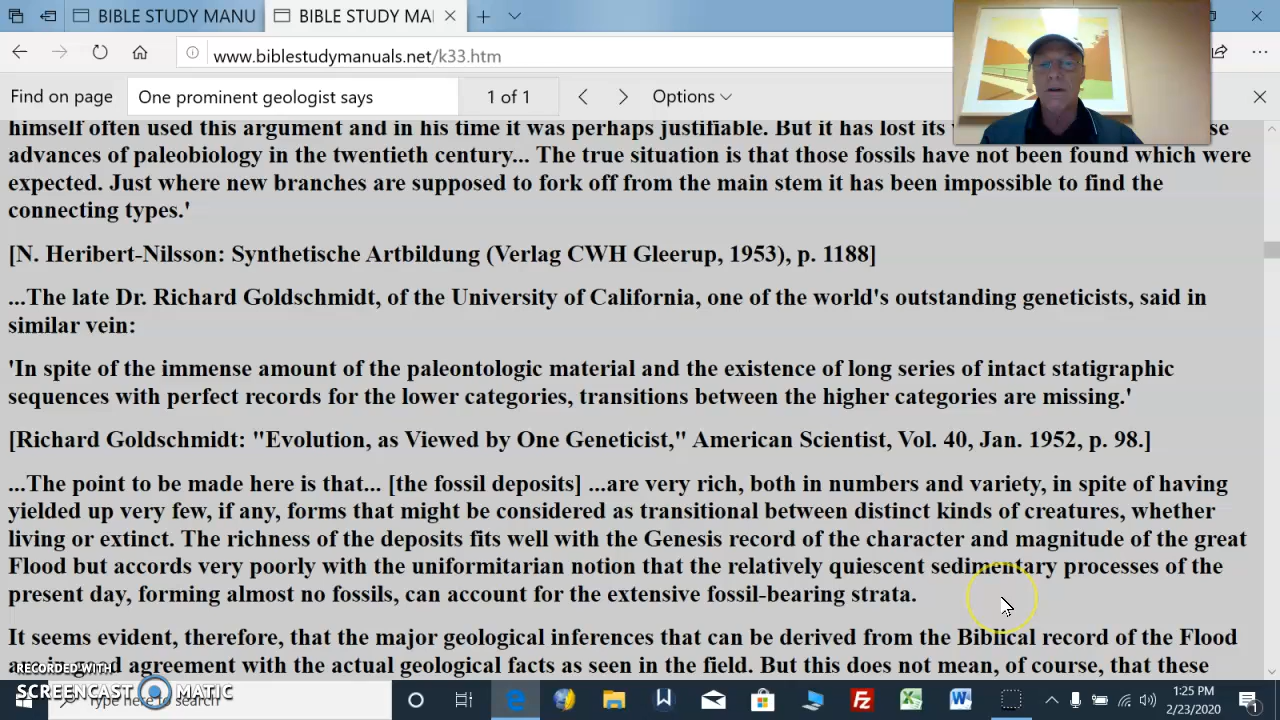 BIBLE STUDY MANU
BIBLE STUDY MA
www.biblestudymanuals.net/k33.htm
Find on page
One prominent geologist says
1 of 1
Options
himself often used this argument and in his time it was perhaps justifiable. But it has lost its
advances of paleobiology in the twentieth century... The true situation is that those fossils have not been found which were
expected. Just where new branches are supposed to fork off from the main stem it has been impossible to find the
connecting types.'
[N. Heribert-Nilsson: Synthetische Artbildung (Verlag CWH Gleerup, 1953), p. 1188]
...The late Dr. Richard Goldschmidt, of the University of California, one of the world's outstanding geneticists, said in
similar vein:
'In spite of the immense amount of the paleontologic material and the existence of long series of intact statigraphic
sequences with perfect records for the lower categories, transitions between the higher categories are missing.'
[Richard Goldschmidt: "Evolution, as Viewed by One Geneticist," American Scientist, Vol. 40, Jan. 1952, p. 98.]
...The point to be made here is that... [the fossil deposits] ...are very rich, both in numbers and variety, in spite of having
yielded up very few, if any, forms that might be considered as transitional between distinct kinds of creatures, whether
living or extinct. The richness of the deposits fits well with the Genesis record of the character and magnitude of the great
Flood but accords very poorly with the uniformitarian notion that the relatively quiescent sedimentary processes of the
present day, forming almost no fossils, can account for the extensive fossil-bearing strata.
It seems evident, therefore, that the major geological inferences that can be derived from the Biblical record of the Flood
agreement with the actual geological facts as seen in the field. But this does not mean, of course, that these
RECORDED WITH
SCREENCAST MATIC
Type here to search
1:25 PM
2/23/2020